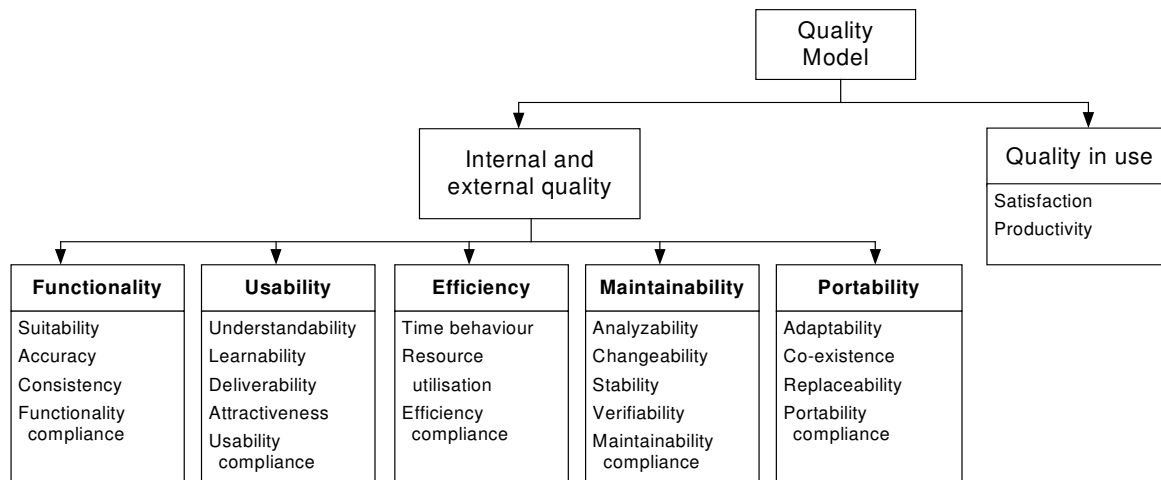 Quality
Model
Internal and
external quality
Quality in use
Satisfaction
Productivity
Functionality
Suitability
Accuracy
Consistency
Functionality
compliance
Usability
Understandability
Learnability
Deliverability
Attractiveness
Usability
compliance
Efficiency
Time behaviour
Resource
utilisation
Efficiency
compliance
Maintainability
Analyzability
Changeability
Stability
Verifiability
Maintainability
compliance
Portability
Adaptability
Co-existence
Replaceability
Portability
compliance